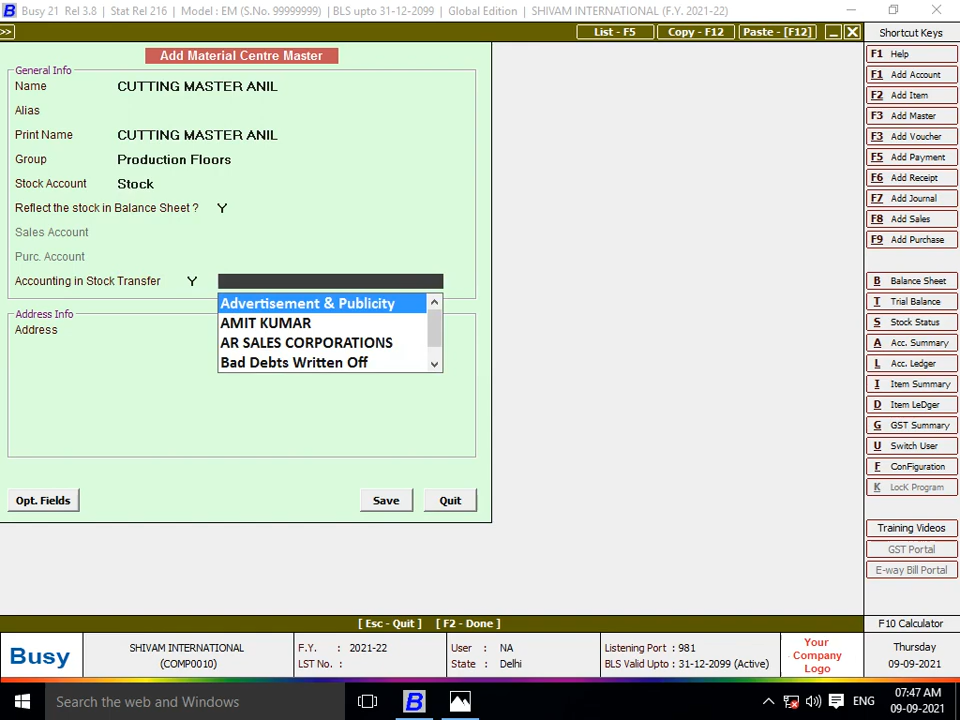 Busy 21 Rel 3.8 | Stat Rel 216 | Model : EM (S.No. 99999999) | BLS upto 31-12-2099 | Global Edition | SHIVAM INTERNATIONAL (F.Y. 2021-22)
>> List - F5 Copy - F12 Paste - [F12] Shortcut Keys
Add Material Centre Master
General Info
Name CUTTING MASTER ANIL
Alias
Print Name CUTTING MASTER ANIL
Group Production Floors
Stock Account Stock
Reflect the stock in Balance Sheet ? Y
Sales Account
Purc. Account
Accounting in Stock Transfer Y
Advertisement & Publicity
AMIT KUMAR
AR SALES CORPORATIONS
Bad Debts Written Off
Address Info
Address
Opt. Fields Save Quit
F1 Help
F1 Add Account
F2 Add Item
F3 Add Master
F3 Add Voucher
F5 Add Payment
F6 Add Receipt
F7 Add Journal
F8 Add Sales
F9 Add Purchase
B Balance Sheet
T Trial Balance
S Stock Status
A Acc. Summary
L Acc. Ledger
I Item Summary
D Item LeDger
G GST Summary
U Switch User
F ConFiguration
K LocK Program
Training Videos
GST Portal
E-way Bill Portal
[ Esc - Quit ] [ F2 - Done ] F10 Calculator
Busy
SHIVAM INTERNATIONAL
(COMP0010)
F.Y. : 2021-22
LST No. :
User : NA
State : Delhi
Listening Port : 981
BLS Valid Upto : 31-12-2099 (Active)
Your
Company
Logo
Thursday
09-09-2021
Search the web and Windows
B
ENG
07:47 AM
09-09-2021